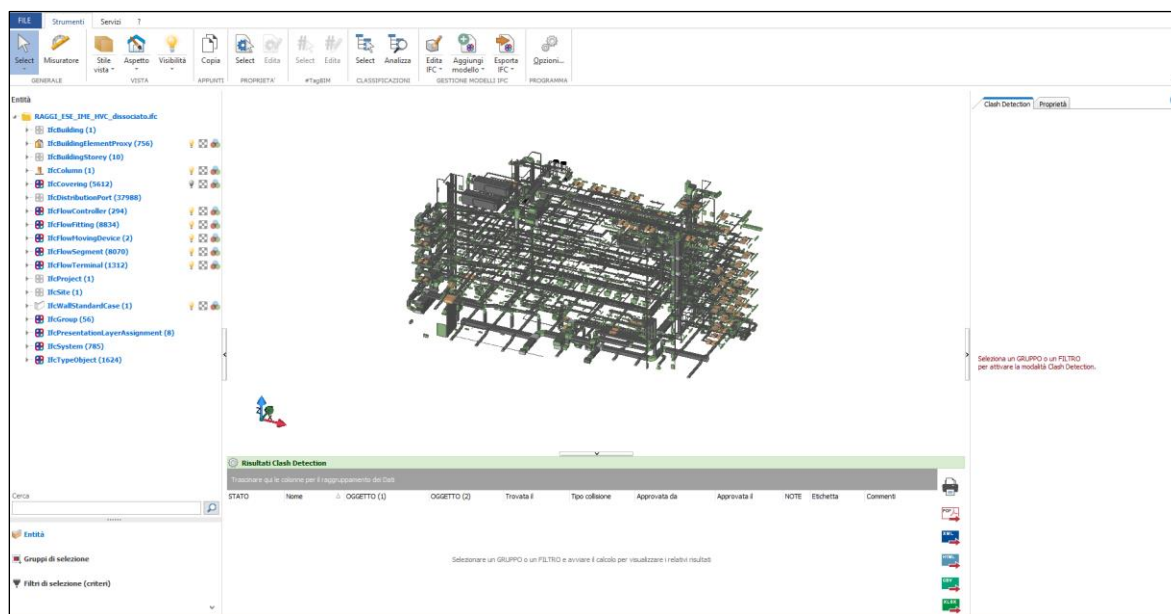 FILE Strumenti Servizi ?
Select Misuratore Stile vista Aspetto Visibilità Copia Select Edita Select Edita Select Analizza Edita IFC Aggiungi modello Esporta IFC Opzioni...
GENERALE VISTA APPUNTI PROPRIETA' #TagBIM CLASSIFICAZIONI GESTIONE MODELLI IFC PROGRAMMA
Entità
RAGGI_ESE_IME_HVC_dissociato.ifc
IfcBuilding (1)
IfcBuildingElementProxy (756)
IfcBuildingStorey (10)
IfcColumn (1)
IfcCovering (5612)
IfcDistributionPort (37988)
IfcFlowController (294)
IfcFlowFitting (8834)
IfcFlowMovingDevice (2)
IfcFlowSegment (8070)
IfcFlowTerminal (1312)
IfcProject (1)
IfcSite (1)
IfcWallStandardCase (1)
IfcGroup (56)
IfcPresentationLayerAssignment (8)
IfcSystem (785)
IfcTypeObject (1624)
Cerca
Entità
Gruppi di selezione
Filtri di selezione (criteri)
Z
Risultati Clash Detection
Trascinare qui le colonne per il raggruppamento dei Dati
STATO Nome OGGETTO (1) OGGETTO (2) Trovata il Tipo collisione Approvata da Approvata il NOTE Etichetta Commenti
Selezionare un GRUPPO o un FILTRO e avviare il calcolo per visualizzare i relativi risultati
PDF
XML
HTML
CSV
XLSX
Clash Detection Proprietà
Seleziona un GRUPPO o un FILTRO
per attivare la modalità Clash Detection.